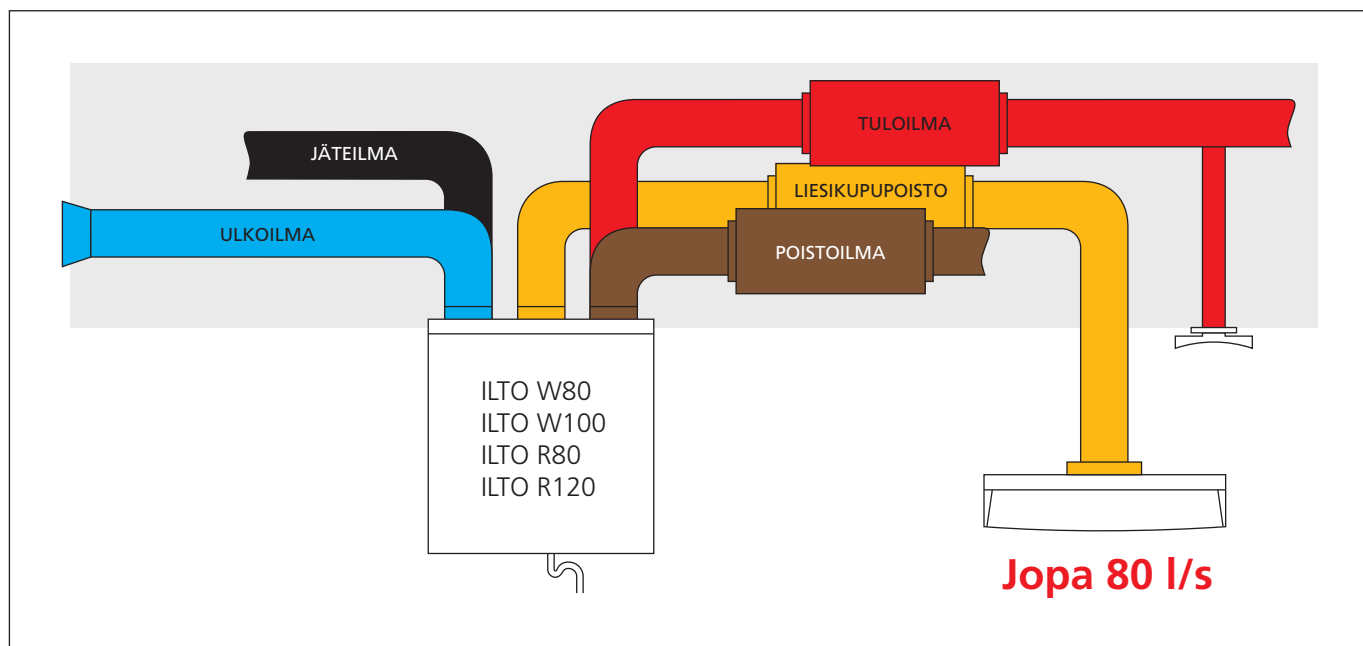 TULOILMA
JÄTEILMA
LIESIKUPUPOISTO
ULKOILMA
POISTOILMA
ILTO W80
ILTO W100
ILTO R80
ILTO R120
Jopa 80 l/s